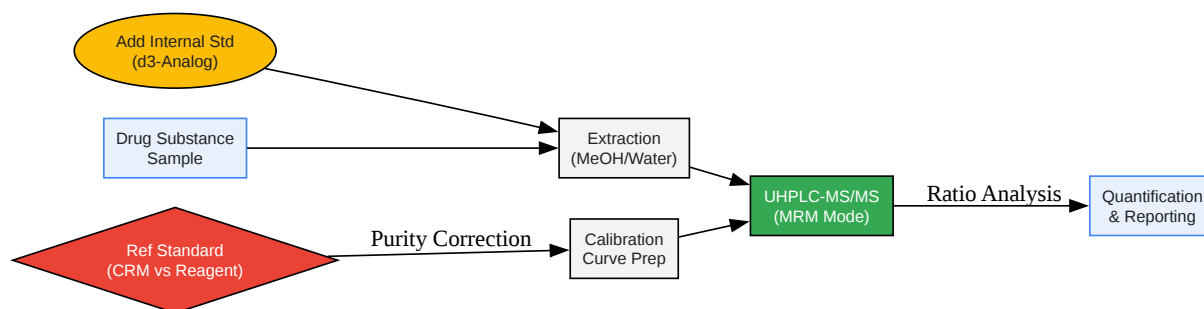 Add Internal Std
(d3-Analog)
Drug Substance
Sample
Extraction
(MeOH/Water)
UHPLC-MS/MS
(MRM Mode)
Ratio Analysis
Quantification
& Reporting
Ref Standard
(CRM vs Reagent)
Purity Correction
Calibration
Curve Prep